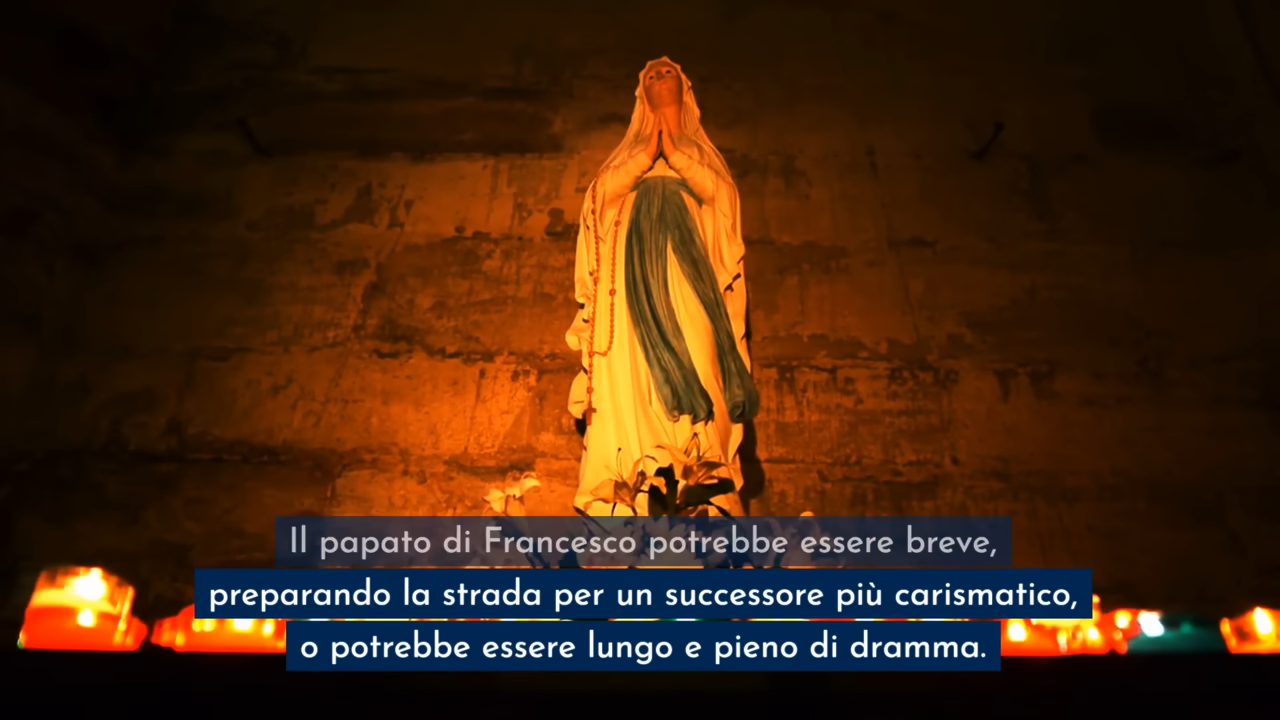 Il papato di Francesco potrebbe essere breve,
preparando la strada per un successore più carismatico,
o potrebbe essere lungo e pieno di dramma.